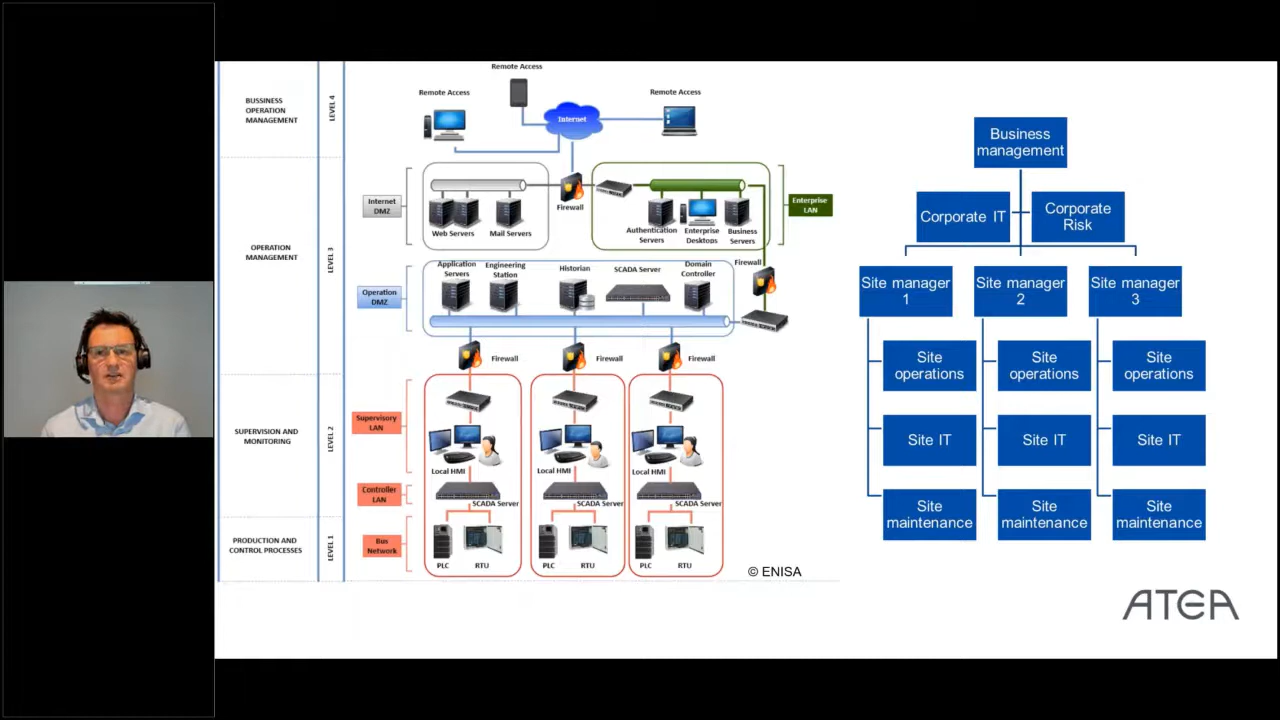 Remote Access
Remote Access
Remote Access
Internet
BUSSINESS
OPERATION
MANAGEMENT
LEVEL 4
Internet
DMZ
Web Servers
Mail Servers
Firewall
Authentication
Servers
Enterprise
Desktops
Business
Servers
Enterprise
LAN
OPERATION
MANAGEMENT
LEVEL 3
Operation
DMZ
Application
Servers
Engineering
Station
Historian
SCADA Server
Domain
Controller
Firewall
Firewall
Firewall
Firewall
SUPERVISION AND
MONITORING
LEVEL 2
Supervisory
LAN
Local HMI
Local HMI
Local HMI
Controller
LAN
SCADA Server
SCADA Server
SCADA Server
PRODUCTION AND
CONTROL PROCESSES
LEVEL 1
Bus
Network
PLC
RTU
PLC
RTU
PLC
RTU
© ENISA
Business
management
Corporate IT
Corporate
Risk
Site manager
1
Site manager
2
Site manager
3
Site
operations
Site
operations
Site
operations
Site IT
Site IT
Site IT
Site
maintenance
Site
maintenance
Site
maintenance
ATEA